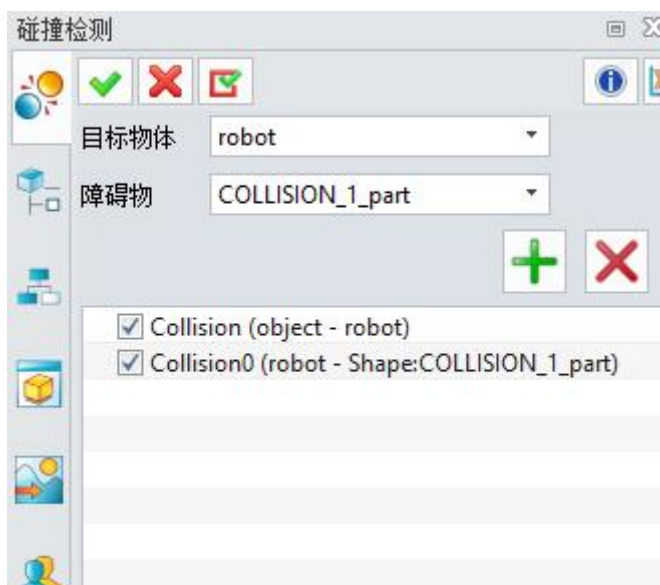 碰撞检测
目标物体 robot
障碍物 COLLISION_1_part
Collision (object - robot)
Collision0 (robot - Shape:COLLISION_1_part)